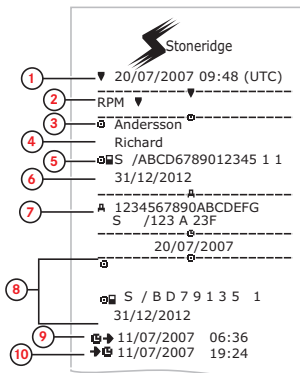 Stoneridge
1 20/07/2007 09:48 (UTC)
2 RPM
3 Andersson
4 Richard
5 S /ABCD6789012345 1 1
6 31/12/2012
7 1234567890ABCDEFG
S /123 A 23F
20/07/2007
8
S / B D 7 9 1 3 5 1
31/12/2012
9 11/07/2007 06:36
10 11/07/2007 19:24